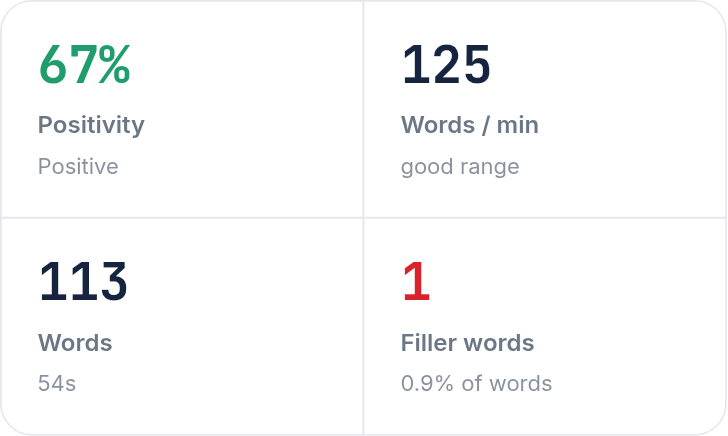 67%
Positivity
Positive
125
Words / min
good range
113
Words
54s
1
Filler words
0.9% of words